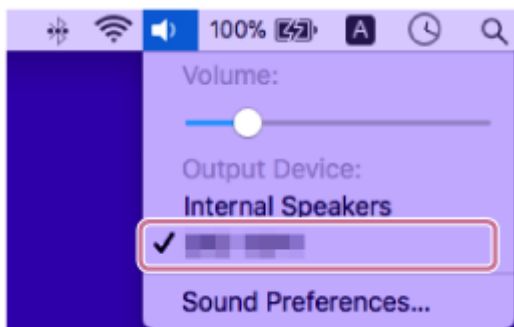 100% A
Volume:
Output Device:
Internal Speakers
Sound Preferences...